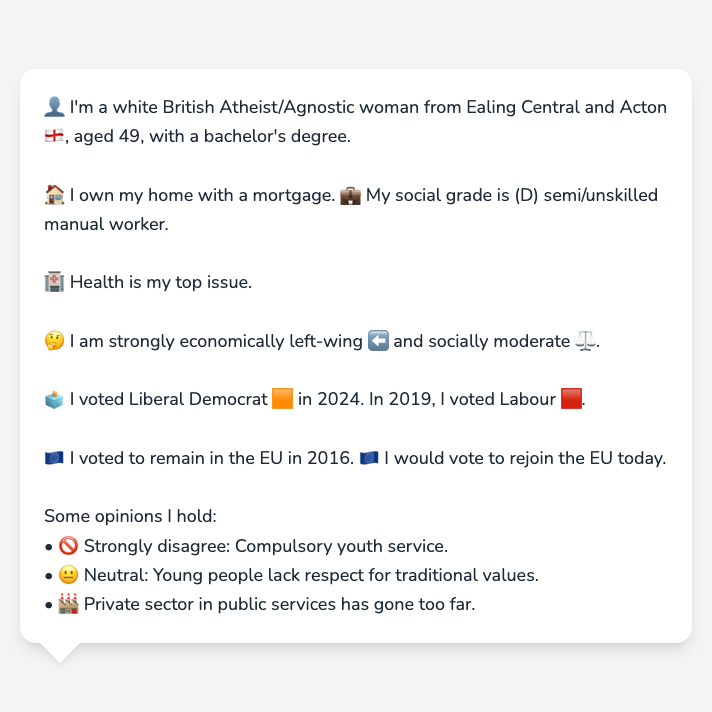 👤 I'm a white British Atheist/Agnostic woman from Ealing Central and Acton
🏴󠁧󠁢󠁥󠁮󠁧󠁿, aged 49, with a bachelor's degree.
🏠 I own my home with a mortgage. 💼 My social grade is (D) semi/unskilled
manual worker.
🏥 Health is my top issue.
🤔 I am strongly economically left-wing ⬅️ and socially moderate ⚖️.
🗳️ I voted Liberal Democrat 🟧 in 2024. In 2019, I voted Labour 🟥.
🇪🇺 I voted to remain in the EU in 2016. 🇪🇺 I would vote to rejoin the EU today.
Some opinions I hold:
• 🚫 Strongly disagree: Compulsory youth service.
• 😐 Neutral: Young people lack respect for traditional values.
• 🏭 Private sector in public services has gone too far.